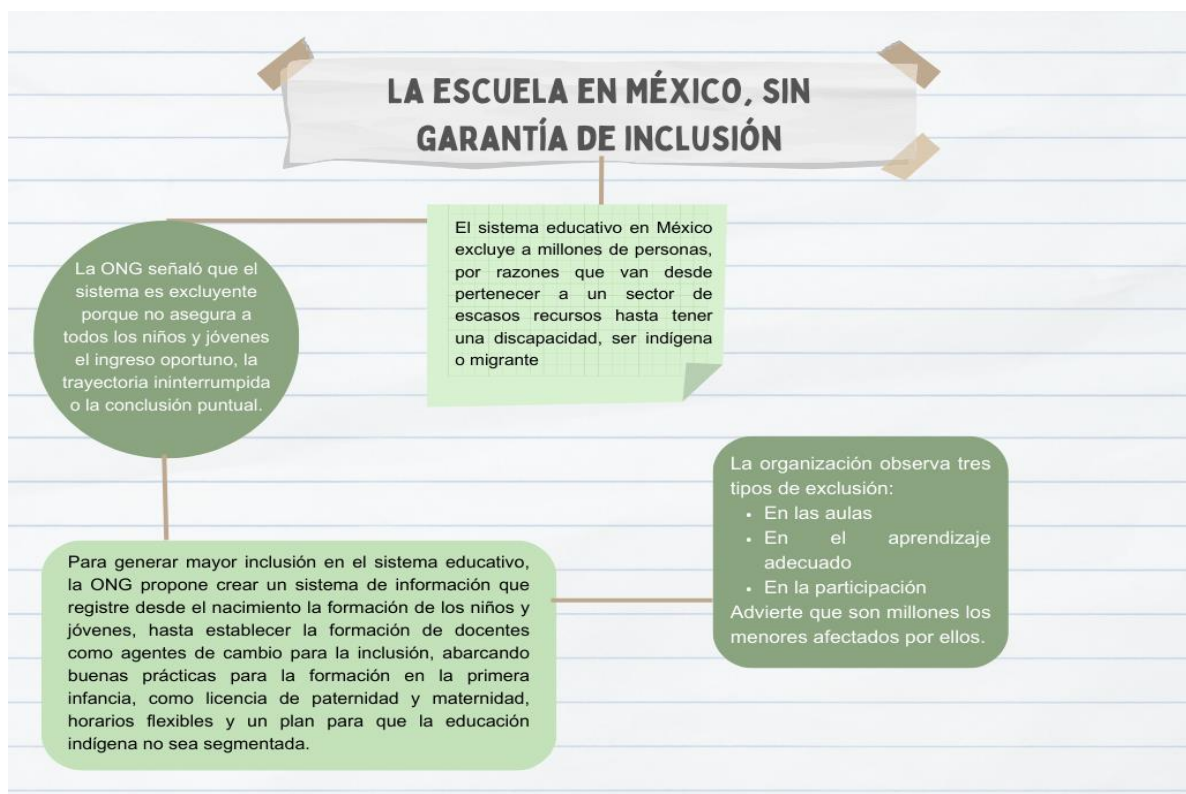 LA ESCUELA EN MÉXICO, SIN
GARANTÍA DE INCLUSIÓN
El sistema educativo en México
excluye a millones de personas,
por razones que van desde
pertenecer a un sector de
escasos recursos hasta tener
una discapacidad, ser indígena
o migrante
La ONG señaló que el
sistema es excluyente
porque no asegura a
todos los niños y jóvenes
el ingreso oportuno, la
trayectoria ininterrumpida
o la conclusión puntual.
Para generar mayor inclusión en el sistema educativo,
la ONG propone crear un sistema de información que
registre desde el nacimiento la formación de los niños y
jóvenes, hasta establecer la formación de docentes
como agentes de cambio para la inclusión, abarcando
buenas prácticas para la formación en la primera
infancia, como licencia de paternidad y maternidad,
horarios flexibles y un plan para que la educación
indígena no sea segmentada.
La organización observa tres
tipos de exclusión:
• En las aulas
• En el aprendizaje
adecuado
• En la participación
Advierte que son millones los
menores afectados por ellos.